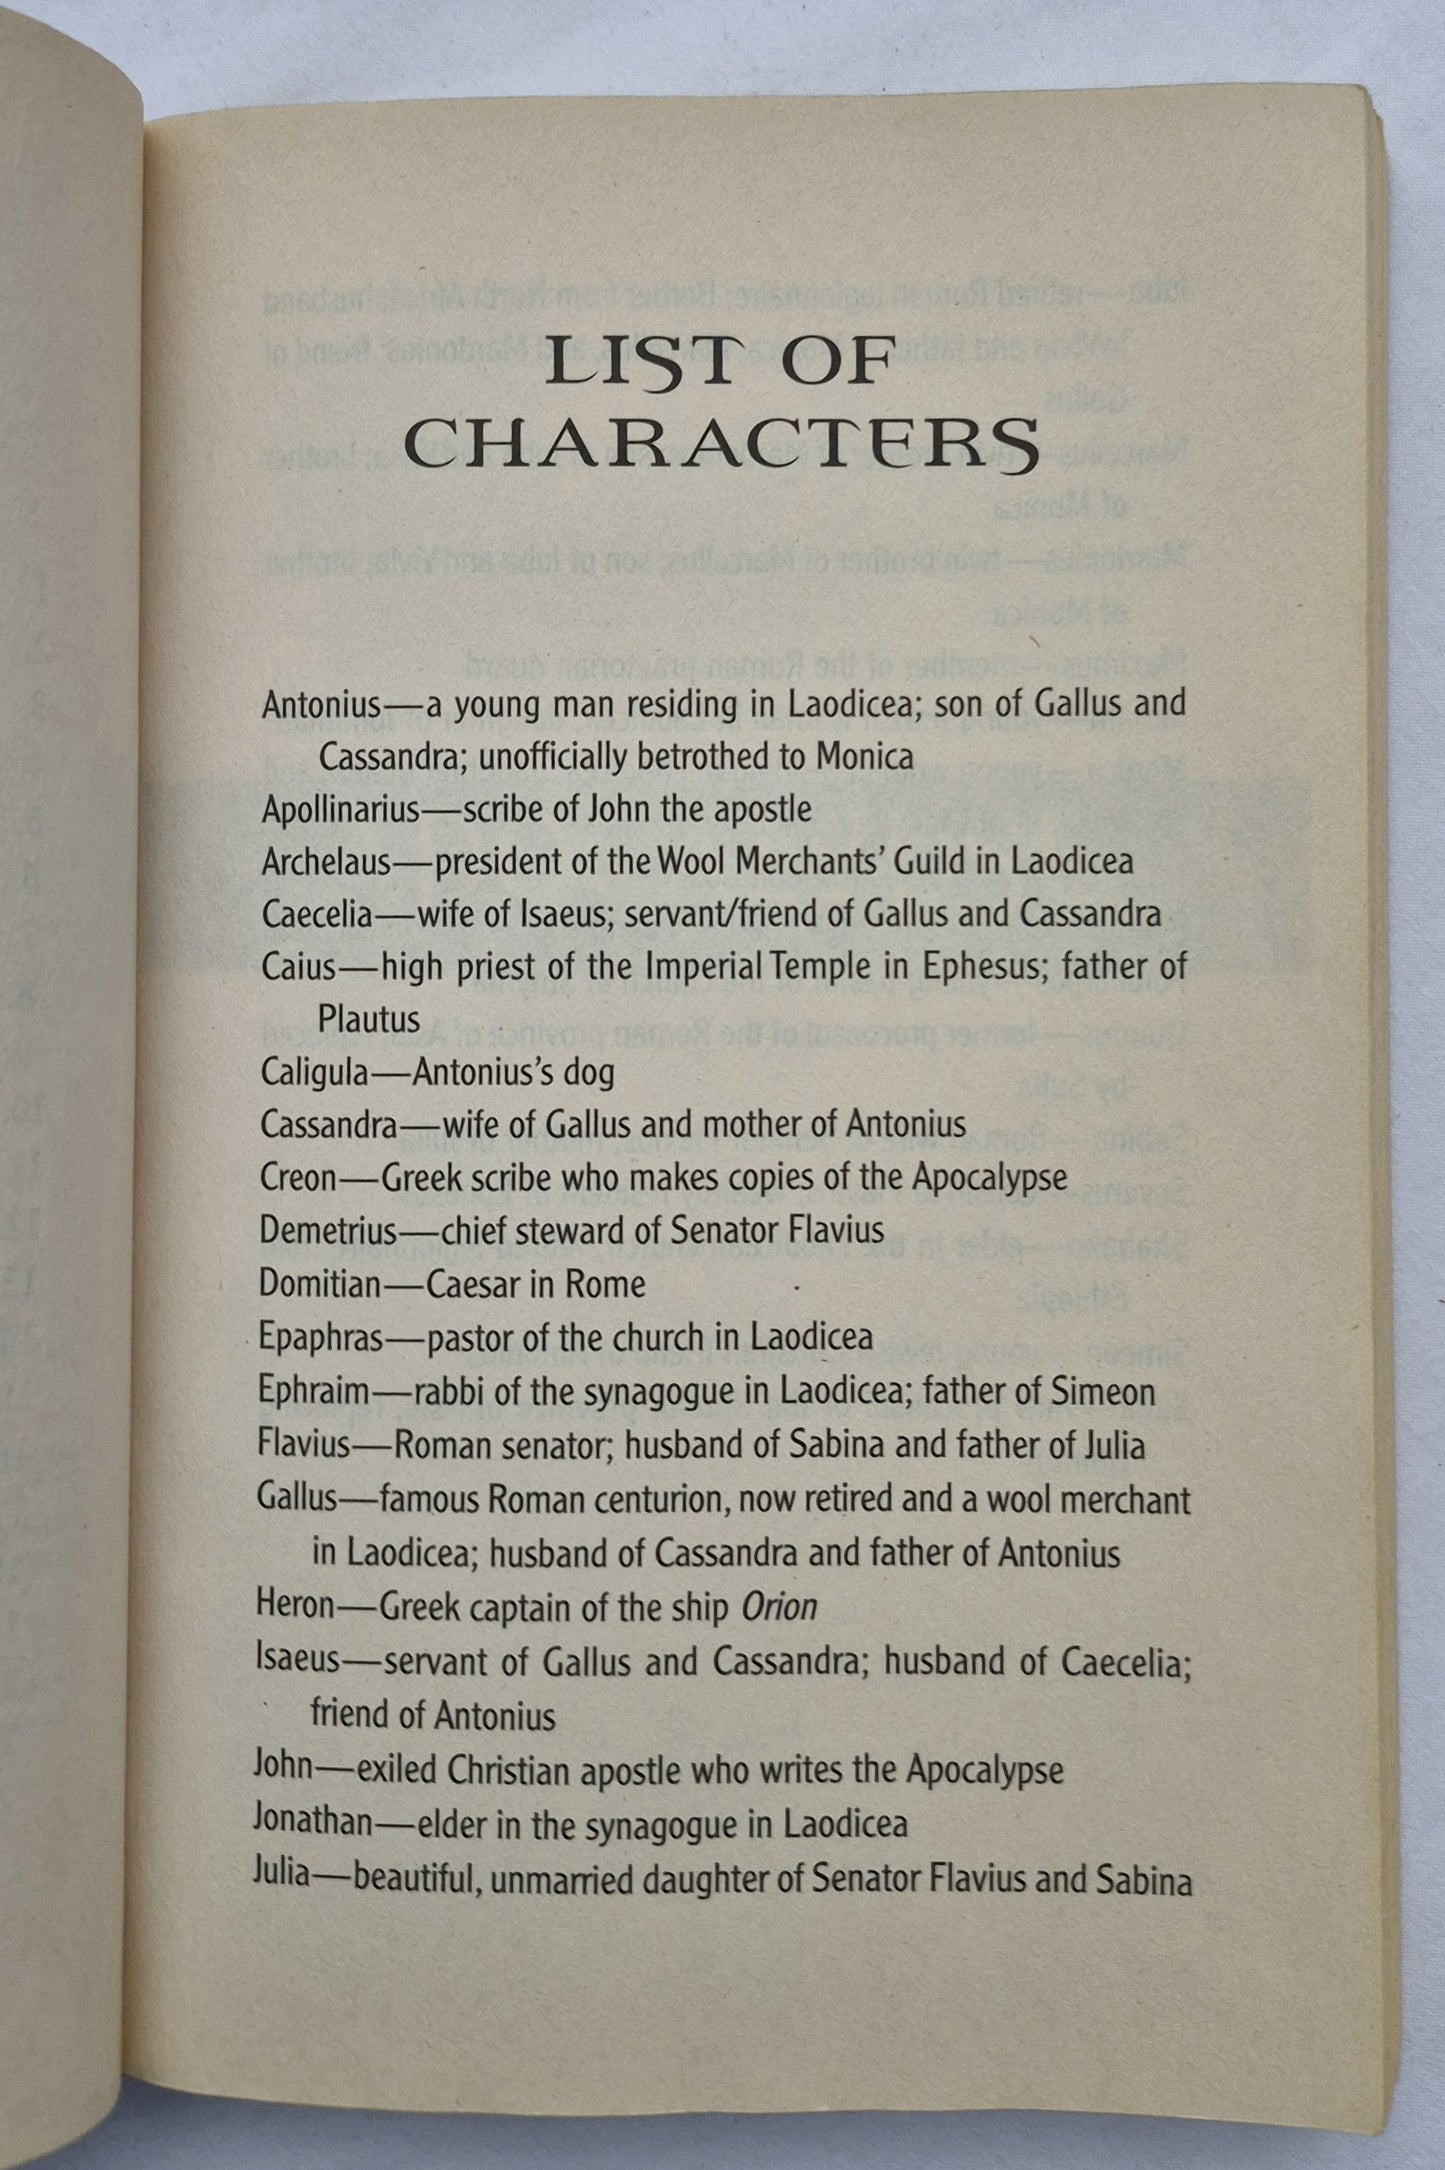 LIST OF
CHARACTERS
Antonius—a young man residing in Laodicea; son of Gallus and
Cassandra; unofficially betrothed to Monica
Apollinarius—scribe of John the apostle
Archelaus—president of the Wool Merchants’ Guild in Laodicea
Caecelia—wife of Isaeus; servant/friend of Gallus and Cassandra
Caius—high priest of the Imperial Temple in Ephesus; father of
Plautus
Caligula—Antonius’s dog
Cassandra—wife of Gallus and mother of Antonius
Creon—Greek scribe who makes copies of the Apocalypse
Demetrius—chief steward of Senator Flavius
Domitian—Caesar in Rome
Epaphras—pastor of the church in Laodicea
Ephraim—rabbi of the synagogue in Laodicea; father of Simeon
Flavius—Roman senator; husband of Sabina and father of Julia
Gallus—famous Roman centurion, now retired and a wool merchant
in Laodicea; husband of Cassandra and father of Antonius
Heron—Greek captain of the ship Orion
Isaeus—servant of Gallus and Cassandra; husband of Caecelia;
friend of Antonius
John—exiled Christian apostle who writes the Apocalypse
Jonathan—elder in the synagogue in Laodicea
Julia—beautiful, unmarried daughter of Senator Flavius and Sabina